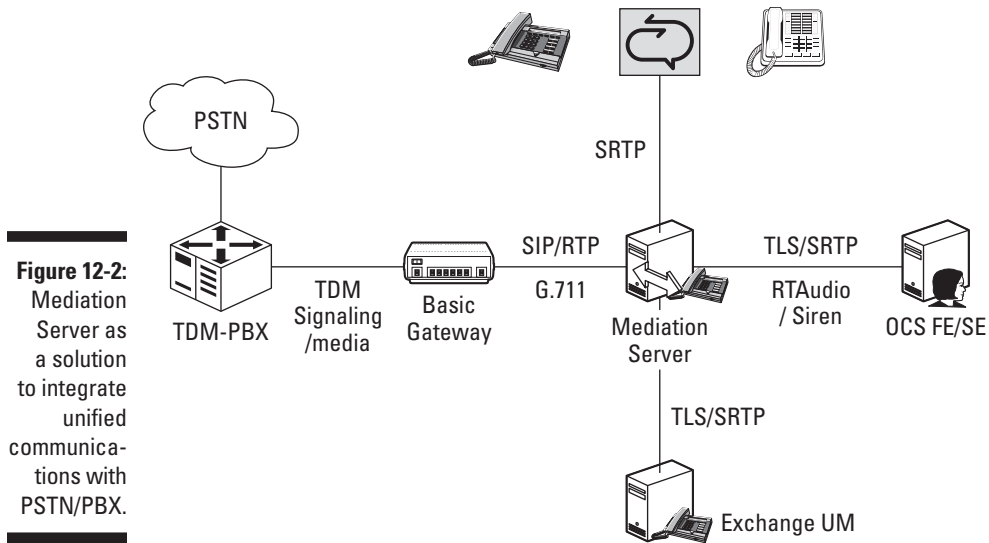 PSTN
SRTP
SIP/RTP
G.711
TLS/SRTP
RTAudio
/ Siren
TDM
Signaling
/media
TDM-PBX
Basic
Gateway
Mediation
Server
OCS FE/SE
TLS/SRTP
Exchange UM
Figure 12-2:
Mediation
Server as
a solution
to integrate
unified
communica-
tions with
PSTN/PBX.